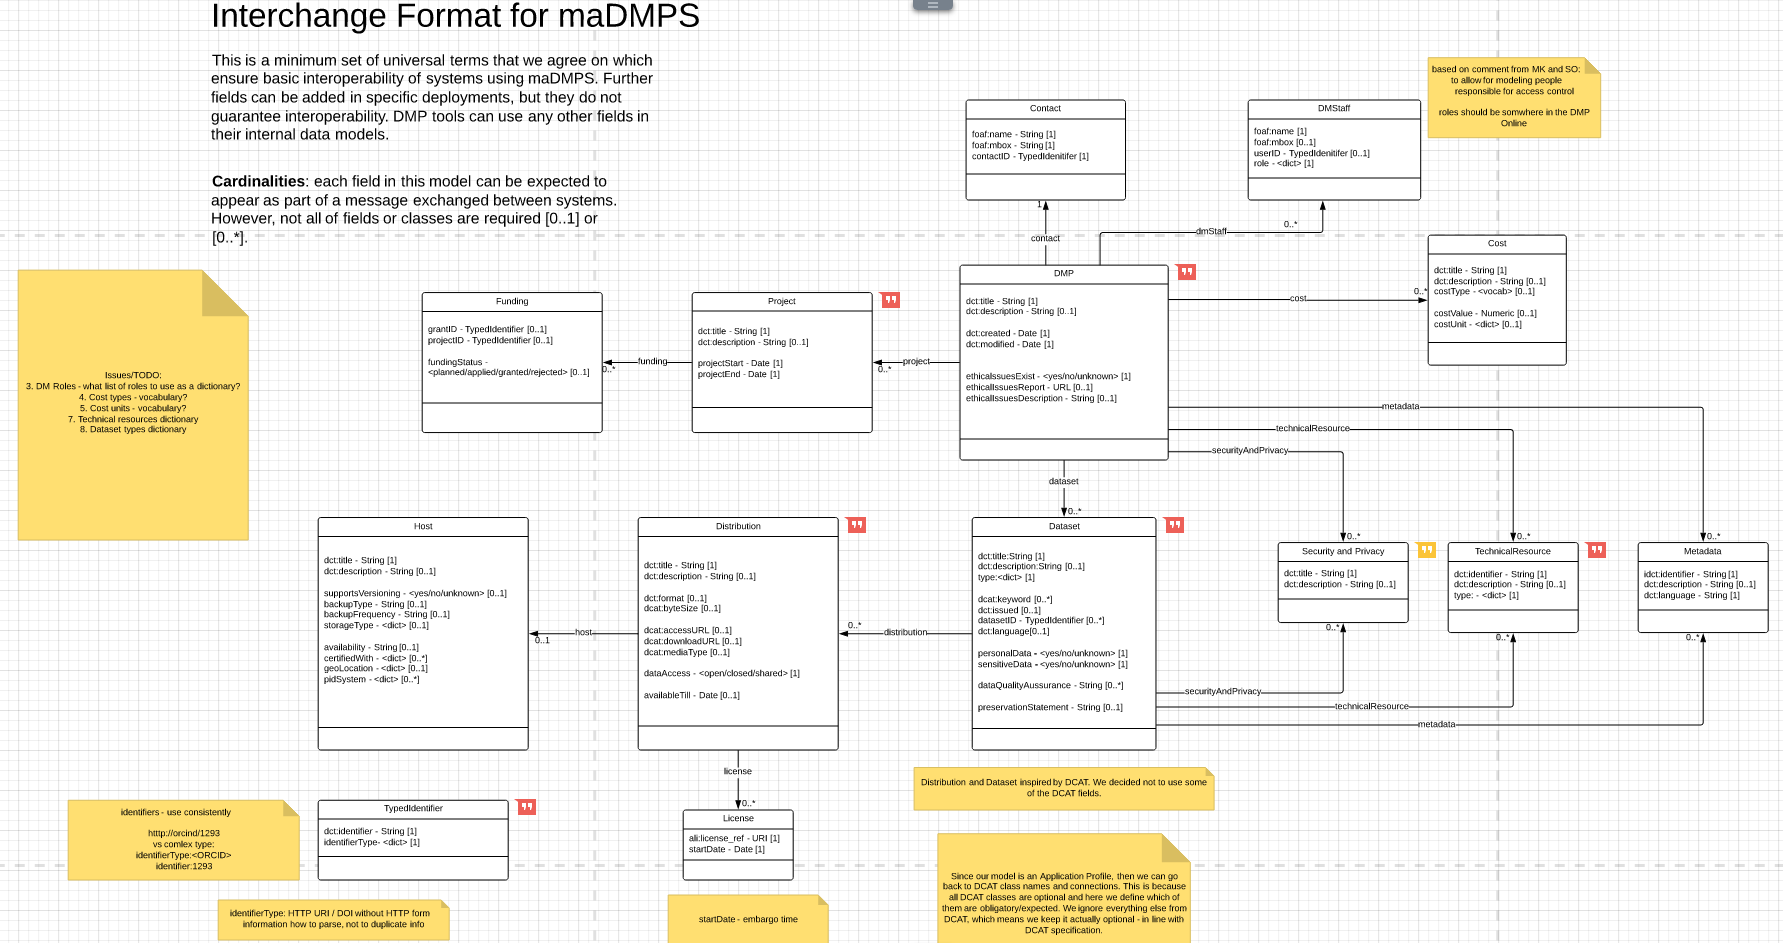 Interchange Format for maDMPS
This is a minimum set of universal terms that we agree on which
ensure basic interoperability of systems using maDMPS. Further
fields can be added in specific deployments, but they do not
guarantee interoperability. DMP tools can use any other fields in
their internal data models.
Cardinalities: each field in this model can be expected to
appear as part of a message exchanged between systems.
However, not all of fields or classes are required [0..1] or
[0..*].
based on comment from MK and SO:
to allow for modeling people
responsible for access control
roles should be somwhere in the DMP
Online
Contact
foaf:name - String [1]
foaf:mbox - String [1]
contactID - TypedIdenitifer [1]
DMStaff
foaf:name [1]
foaf:mbox [0..1]
userID - TypedIdenitifer [0..1]
role - <dict> [1]
1
contact
dmStaff
0..*
Cost
dct:title - String [1]
dct:description - String [0..1]
costType - <vocab> [0..1]
costValue - Numeric [0..1]
costUnit - <dict> [0..1]
cost
0..*
DMP
dct:title - String [1]
dct:description - String [0..1]
dct:created - Date [1]
dct:modified - Date [1]
ethicalssuesExist - <yes/no/unknown> [1]
ethicalIssuesReport - URL [0..1]
ethicalIssuesDescription - String [0..1]
project
0..*
Project
dct:title - String [1]
dct:description - String [0..1]
projectStart - Date [1]
projectEnd - Date [1]
funding
0..*
Funding
grantID - TypedIdentifier [0..1]
projectID - TypedIdentifier [0..1]
fundingStatus -
<planned/applied/granted/rejected> [0..1]
Issues/TODO:
3. DM Roles - what list of roles to use as a dictionary?
4. Cost types - vocabulary?
5. Cost units - vocabulary?
7. Technical resources dictionary
8. Dataset types dictionary
metadata
technicalResource
securityAndPrivacy
dataset
0..*
0..*
0..*
0..*
Host
dct:title - String [1]
dct:description - String [0..1]
supportsVersioning - <yes/no/unknown> [0..1]
backupType - String [0..1]
backupFrequency - String [0..1]
storageType - <dict> [0..1]
availability - String [0..1]
certifiedWith - <dict> [0..*]
geoLocation - <dict> [0..1]
pidSystem - <dict> [0..*]
host
0..1
Distribution
dct:title - String [1]
dct:description - String [0..1]
dct:format [0..1]
dcat:byteSize [0..1]
dcat:accessURL [0..1]
dcat:downloadURL [0..1]
dcat:mediaType [0..1]
dataAccess - <open/closed/shared> [1]
availableTill - Date [0..1]
distribution
0..*
Dataset
dct:title:String [1]
dct:description:String [0..1]
type:<dict> [1]
dcat:keyword [0..*]
dct:issued [0..1]
datasetID - TypedIdentifier [0..*]
dct:language[0..1]
personalData - <yes/no/unknown> [1]
sensitiveData - <yes/no/unknown> [1]
dataQualityAussurance - String [0..*]
preservationStatement - String [0..1]
Security and Privacy
dct:title - String [1]
dct:description - String [0..1]
TechnicalResource
dct:identifier - String [1]
dct:description - String [0..1]
type: - <dict> [1]
Metadata
idct:identifier - String [1]
dct:description - String [0..1]
dct:language - String [1]
0..*
0..*
0..*
securityAndPrivacy
technicalResource
metadata
license
0..*
License
ali:license_ref - URI [1]
startDate - Date [1]
startDate - embargo time
Distribution and Dataset inspired by DCAT. We decided not to use some
of the DCAT fields.
Since our model is an Application Profile, then we can go
back to DCAT class names and connections. This is because
all DCAT classes are optional and here we define which of
them are obligatory/expected. We ignore everything else from
DCAT, which means we keep it actually optional - in line with
DCAT specification.
identifiers - use consistently
htttp://orcind/1293
vs comlex type:
identifierType:<ORCID>
identifier:1293
TypedIdentifier
dct:identifier - String [1]
identifierType- <dict> [1]
identifierType: HTTP URI / DOI without HTTP form
information how to parse, not to duplicate info